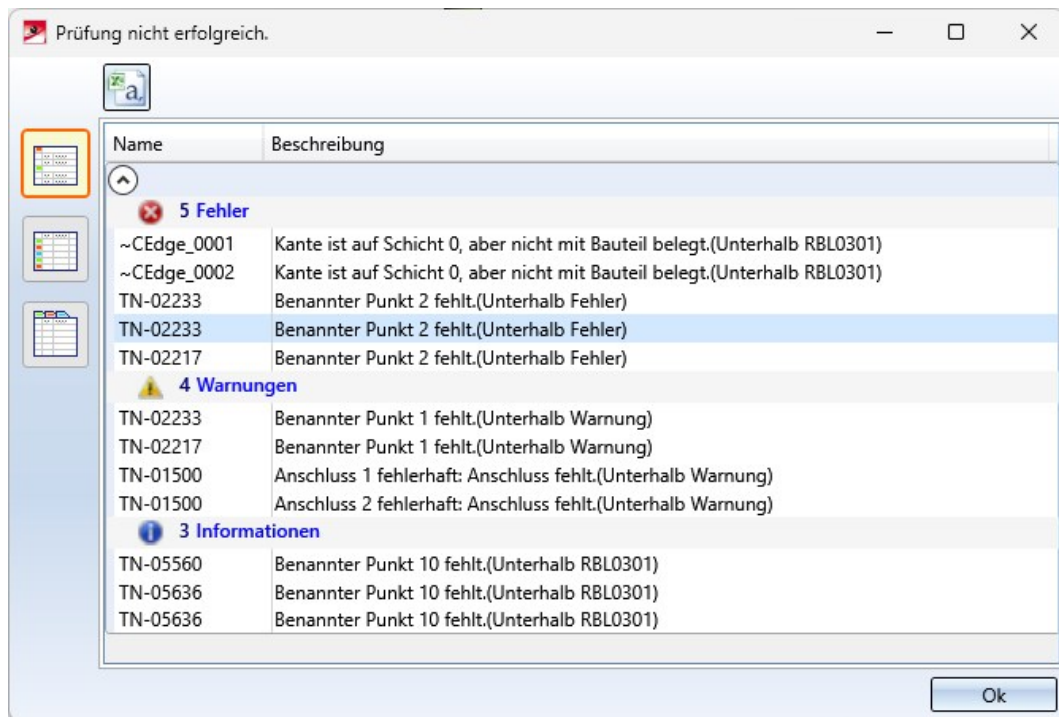 Prüfung nicht erfolgreich.
a,
Name Beschreibung
5 Fehler
~CEdge_0001 Kante ist auf Schicht 0, aber nicht mit Bauteil belegt.(Unterhalb RBL0301)
~CEdge_0002 Kante ist auf Schicht 0, aber nicht mit Bauteil belegt.(Unterhalb RBL0301)
TN-02233 Benannter Punkt 2 fehlt.(Unterhalb Fehler)
TN-02233 Benannter Punkt 2 fehlt.(Unterhalb Fehler)
TN-02217 Benannter Punkt 2 fehlt.(Unterhalb Fehler)
4 Warnungen
TN-02233 Benannter Punkt 1 fehlt.(Unterhalb Warnung)
TN-02217 Benannter Punkt 1 fehlt.(Unterhalb Warnung)
TN-01500 Anschluss 1 fehlerhaft: Anschluss fehlt.(Unterhalb Warnung)
TN-01500 Anschluss 2 fehlerhaft: Anschluss fehlt.(Unterhalb Warnung)
3 Informationen
TN-05560 Benannter Punkt 10 fehlt.(Unterhalb RBL0301)
TN-05636 Benannter Punkt 10 fehlt.(Unterhalb RBL0301)
TN-05636 Benannter Punkt 10 fehlt.(Unterhalb RBL0301)
Ok